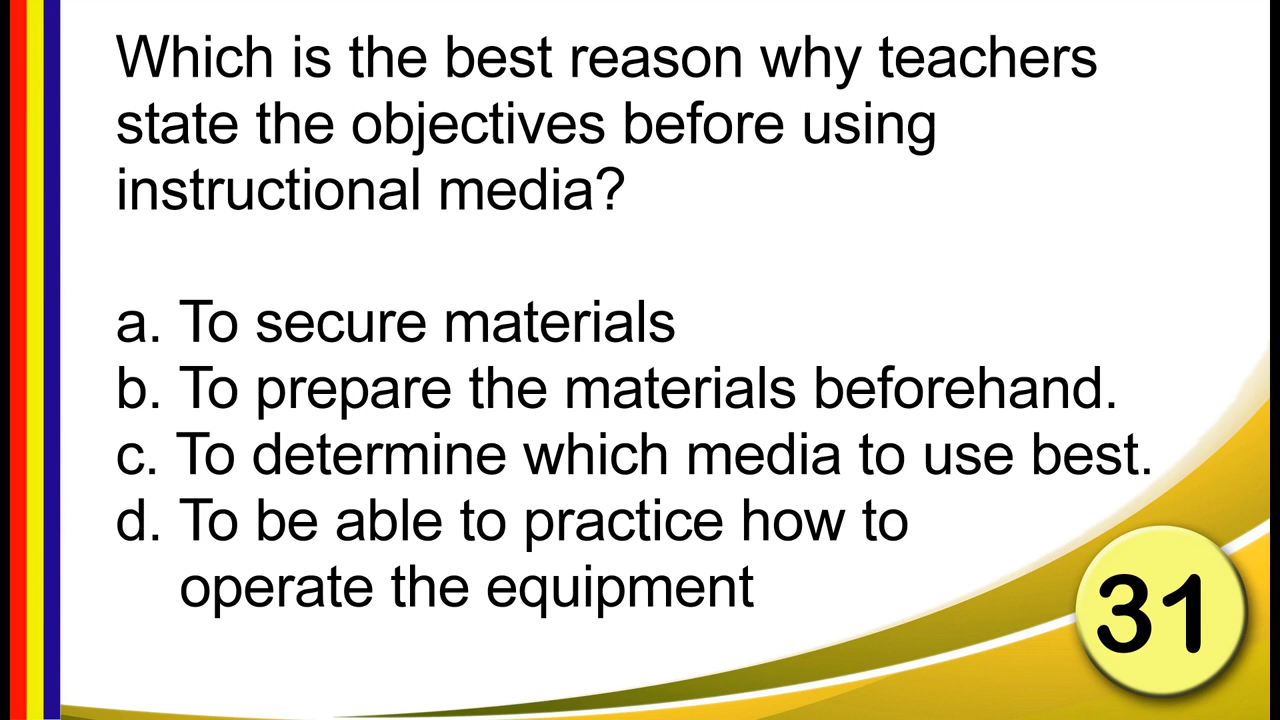 Which is the best reason why teachers
state the objectives before using
instructional media?
a. To secure materials
b. To prepare the materials beforehand.
c. To determine which media to use best.
d. To be able to practice how to
operate the equipment
31